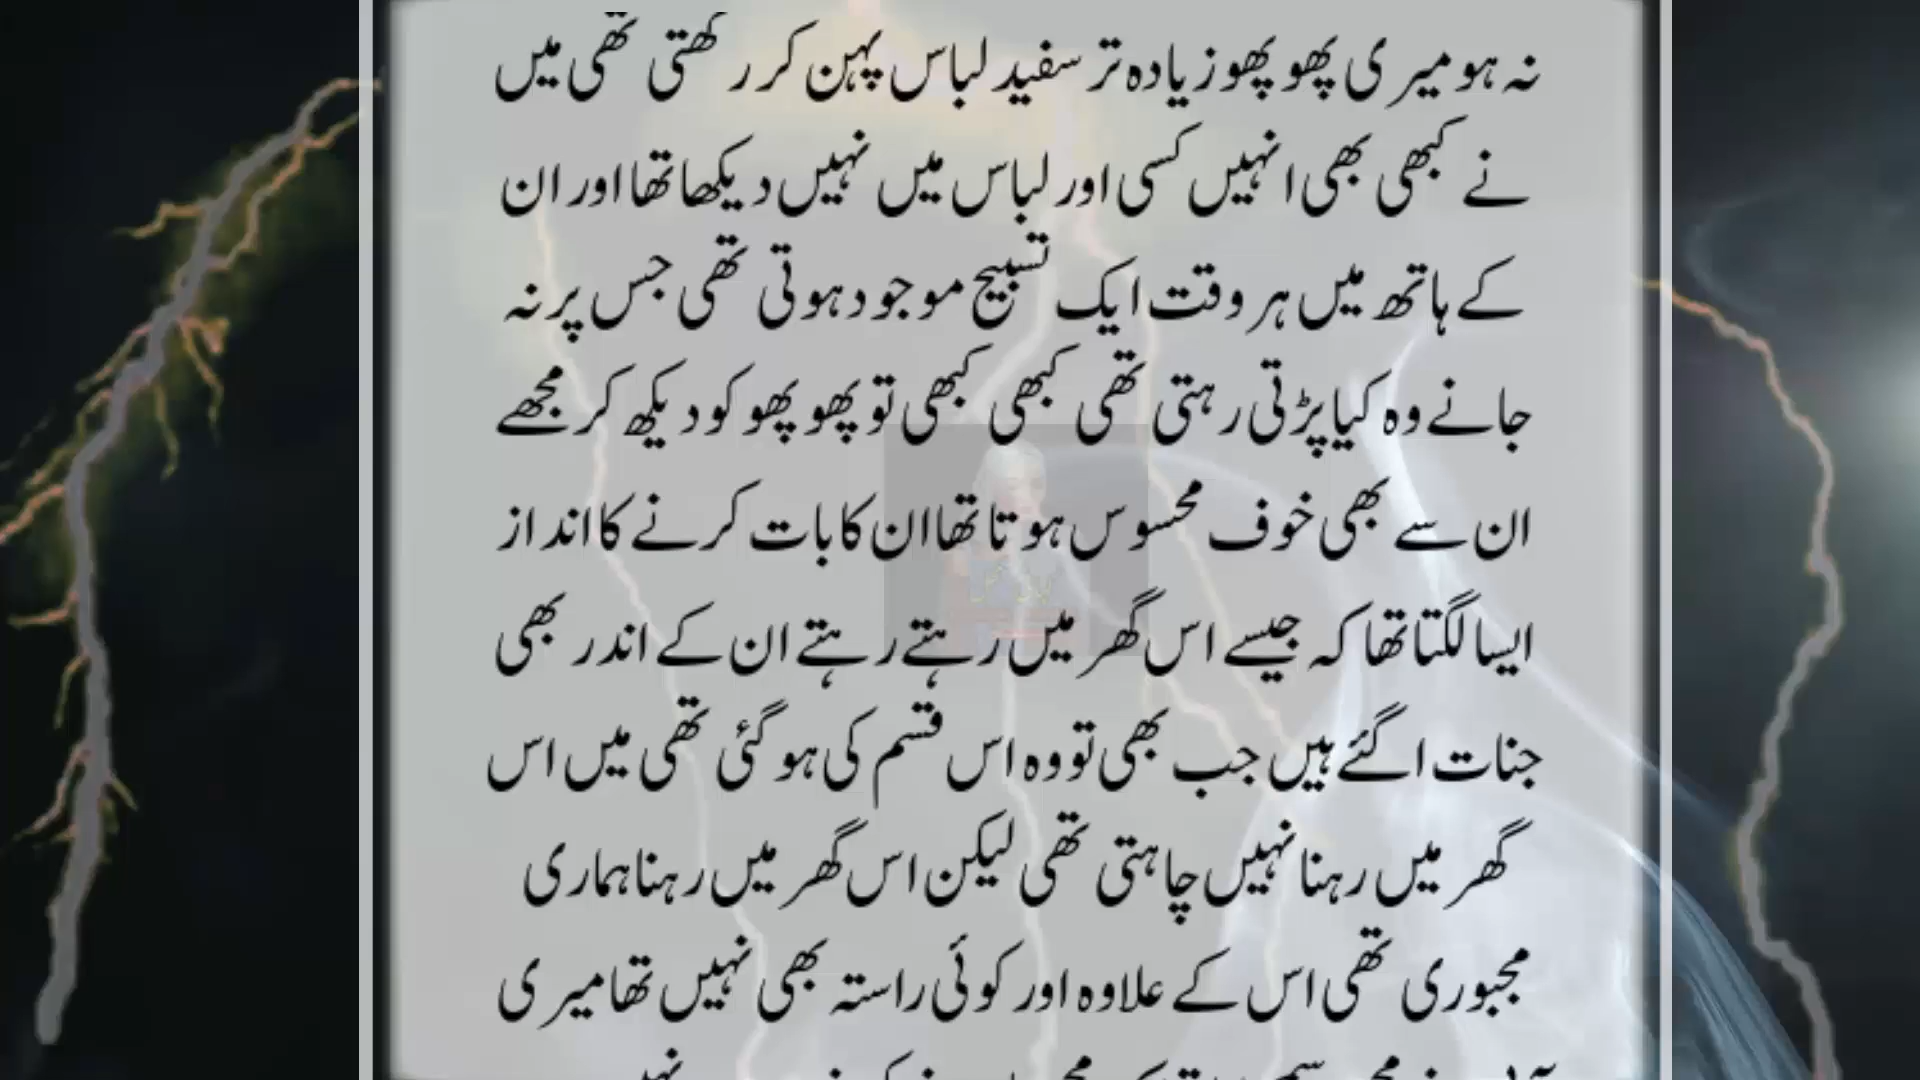 نہ ہو میری پھوپھو زیادہ تر سفید لباس پہن کر رکھتی تھی میں
نے کبھی بھی انہیں کسی اور لباس میں نہیں دیکھا تھا اور ان
کے ہاتھ میں ہر وقت ایک تسبیح موجود ہوتی تھی جس پر نہ
جانے وہ کیا پڑتی رہتی تھی کبھی کبھی تو پھوپھو کو دیکھ کر مجھے
ان سے بھی خوف محسوس ہوتا تھا ان کا بات کرنے کا انداز
ایسا لگتا تھا کہ جیسے اس گھر میں رہتے رہتے ان کے اندر بھی
جنات اگئے ہیں جب بھی تو وہ اس قسم کی ہو گئی تھی میں اس
گھر میں رہنا نہیں چاہتی تھی لیکن اس گھر میں رہنا ہماری
مجبوری تھی اس کے علاوہ اور کوئی راستہ بھی نہیں تھا میری